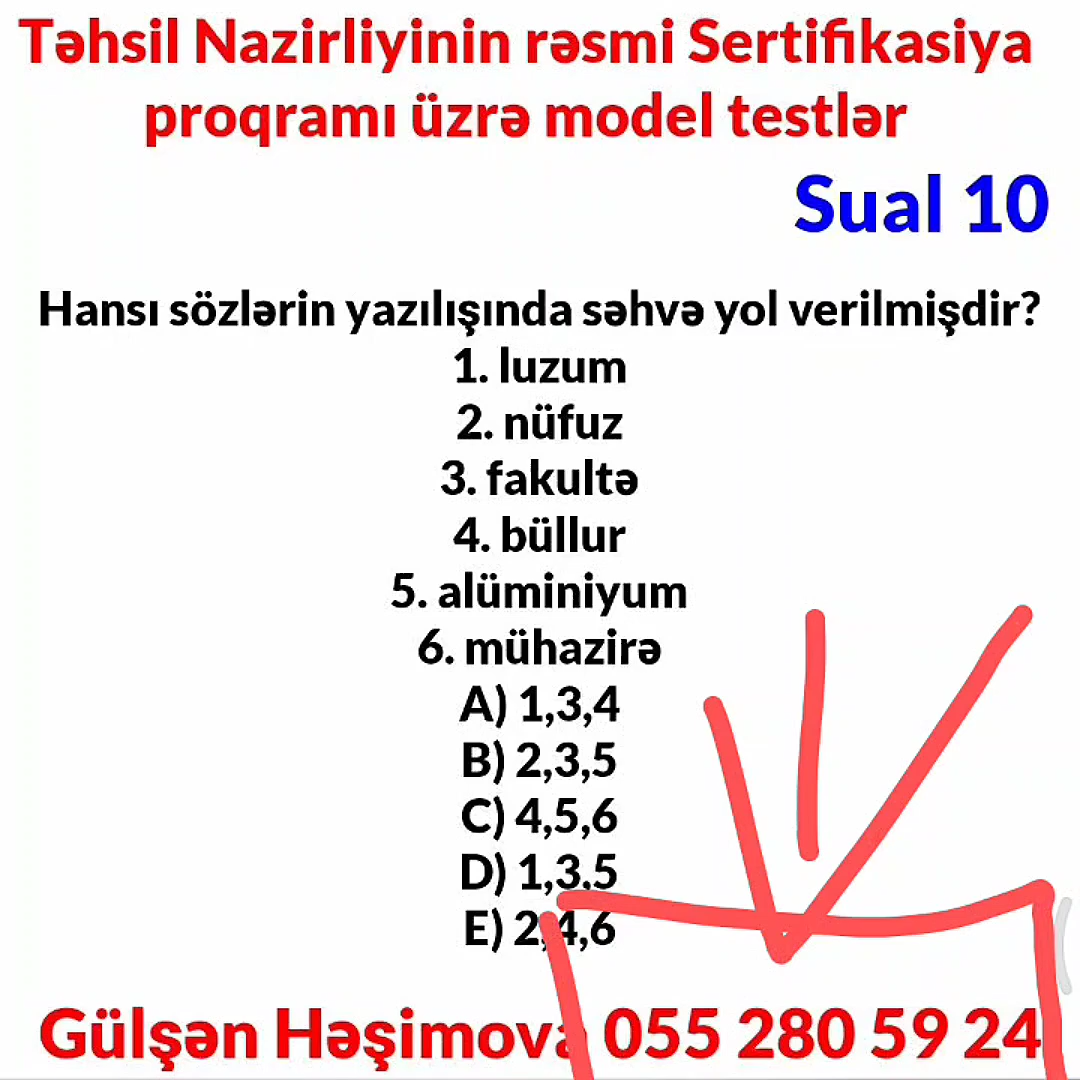 Təhsil Nazirliyinin rəsmi Sertifikasiya
proqramı üzrə model testlər
Sual 10
Hansı sözlərin yazılışında səhvə yol verilmişdir?
1. luzum
2. nüfuz
3. fakultə
4. büllur
5. alüminiyum
6. mühazirə
A) 1,3,4
B) 2,3,5
C) 4,5,6
D) 1,3.5
E) 2,4,6
Gülşən Həşimova 055 280 59 24